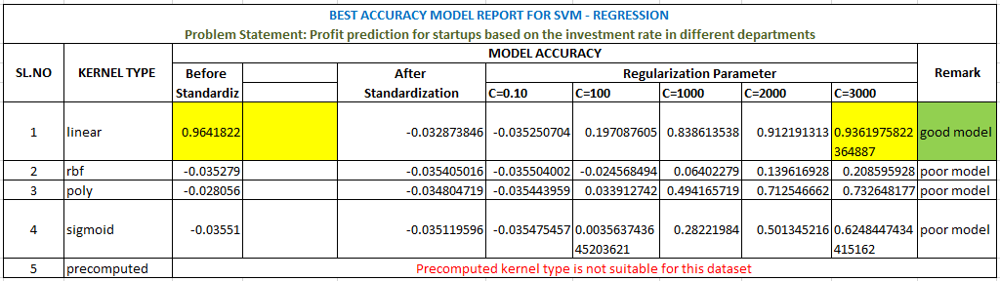 BEST ACCURACY MODEL REPORT FOR SVM - REGRESSION
Problem Statement: Profit prediction for startups based on the investment rate in different departments
SL.NO KERNEL TYPE MODEL ACCURACY Remark
Before Standardiz After Standardization Regularization Parameter
C=0.10 C=100 C=1000 C=2000 C=3000
1 linear 0.9641822 -0.032873846 -0.035250704 0.197087605 0.838613538 0.912191313 0.9361975822 364887 good model
2 rbf -0.035279 -0.035405016 -0.035504002 -0.024568494 0.06402279 0.139616928 0.208595928 poor model
3 poly -0.028056 -0.034804719 -0.035443959 0.033912742 0.494165719 0.712546662 0.732648177 poor model
4 sigmoid -0.03551 -0.035119596 -0.035475457 0.0035637436 45203621 0.28221984 0.501345216 0.6248447434 415162 poor model
5 precomputed Precomputed kernel type is not suitable for this dataset